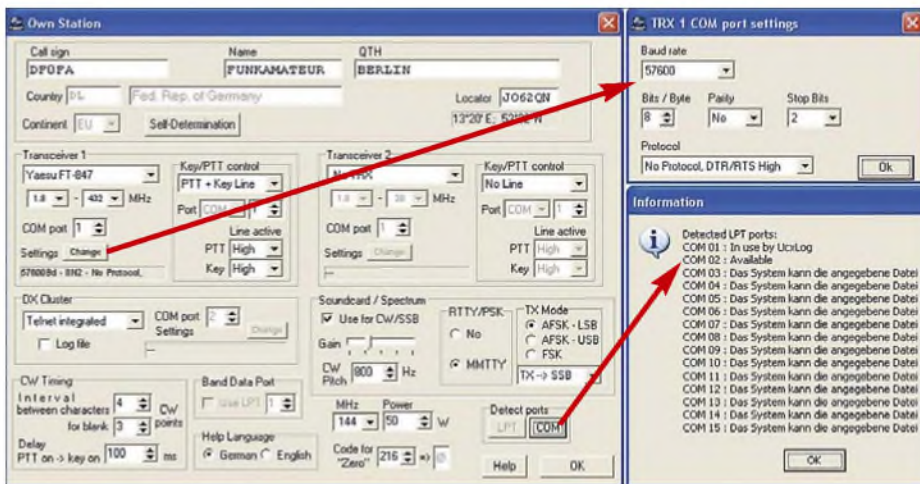 Own Station
Call sign Name QTH
DF0FA FUNKAMATEUR BERLIN
Country DL Fed. Rep. of Germany Locator JO62QN
Continent EU Self-Determination 13°20' E,
Transceiver 1
Yaesu FT-847
1.8 - 432 MHz
COM port 1
Settings Change
57600Bd - 8N2 - No Protocol,
Key/PTT control
PTT + Key Line
Port COM 1
Line active
PTT High
Key High
Transceiver 2
No TRX
1.8 - 30 MHz
COM port 1
Settings Change
Key/PTT control
No Line
Port COM 1
Line active
PTT High
Key High
DX Cluster
Telnet integrated
Log file
COM port 2
Settings Change
Soundcard / Spectrum
Use for CW/SSB
Gain
CW Pitch 800 Hz
RTTY/PSK
No
MMTTY
TX Mode
AFSK - LSB
AFSK - USB
FSK
TX -> SSB
CW Timing
Interval
between characters 4 CW
for blank 3 points
Delay
PTT on -> key on 100 ms
Band Data Port
Use LPT 1
Help Language
German English
MHz Power
144 50 W
Code for
"Zero" 216 =>
Detect ports
LPT COM
Help OK
TRX 1 COM port settings
Baud rate
57600
Bits / Byte Parity Stop Bits
8 No 2
Protocol
No Protocol, DTR/RTS High Ok
Information
Detected LPT ports:
COM 01 : In use by UcxLog
COM 02 : Available
COM 03 : Das System kann die angegebene Datei
COM 04 : Das System kann die angegebene Datei
COM 05 : Das System kann die angegebene Datei
COM 06 : Das System kann die angegebene Datei
COM 07 : Das System kann die angegebene Datei
COM 08 : Das System kann die angegebene Datei
COM 09 : Das System kann die angegebene Datei
COM 10 : Das System kann die angegebene Datei
COM 11 : Das System kann die angegebene Datei
COM 12 : Das System kann die angegebene Datei
COM 13 : Das System kann die angegebene Datei
COM 14 : Das System kann die angegebene Datei
COM 15 : Das System kann die angegebene Datei
OK